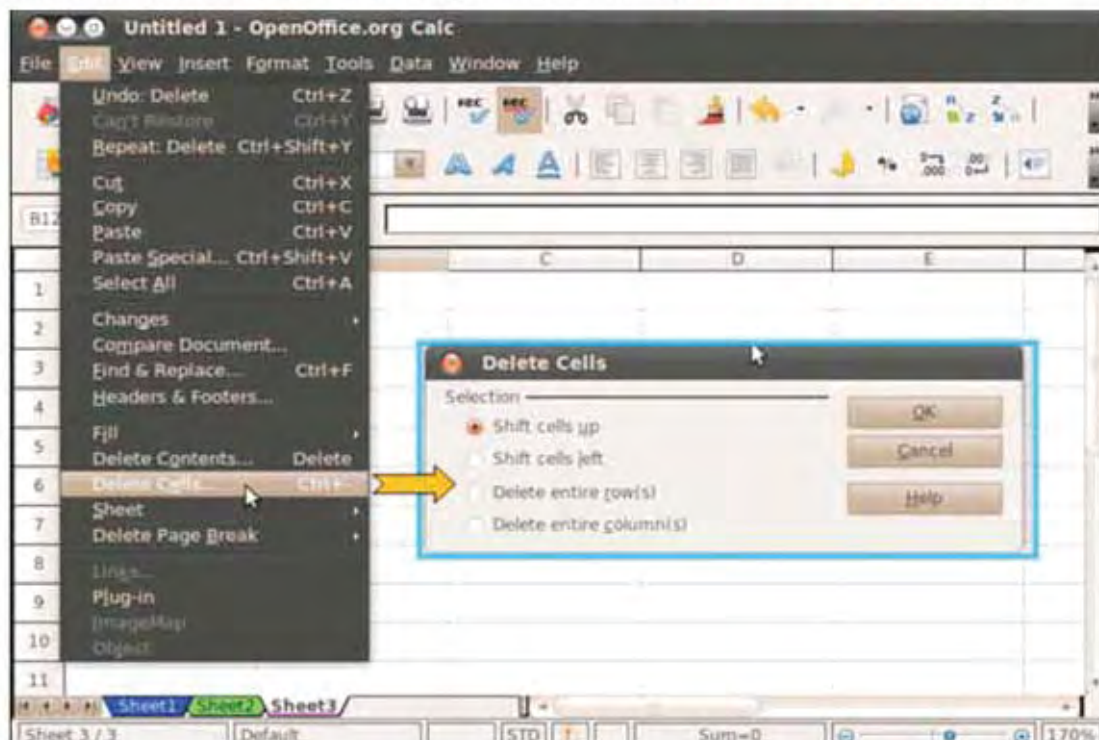 Untitled 1 - OpenOffice.org Calc
File Edit View Insert Format Tools Data Window Help
Undo: Delete Ctrl+Z
Can't Restore Ctrl+Y
Repeat: Delete Ctrl+Shift+Y
Cut Ctrl+X
Copy Ctrl+C
Paste Ctrl+V
Paste Special... Ctrl+Shift+V
Select All Ctrl+A
Changes
Compare Document...
Find & Replace... Ctrl+F
Headers & Footers...
Fill
Delete Contents... Delete
Delete Cells... Ctrl+-
Sheet
Delete Page Break
Links...
Plug-in
ImageMap
Object
B12
C D E
1
2
3
4
5
6
7
8
9
10
11
Delete Cells
Selection
Shift cells up
Shift cells left
Delete entire row(s)
Delete entire column(s)
OK
Cancel
Help
Sheet1 Sheet2 Sheet3
Sheet 3 / 3 Default STD Sum=0 170%